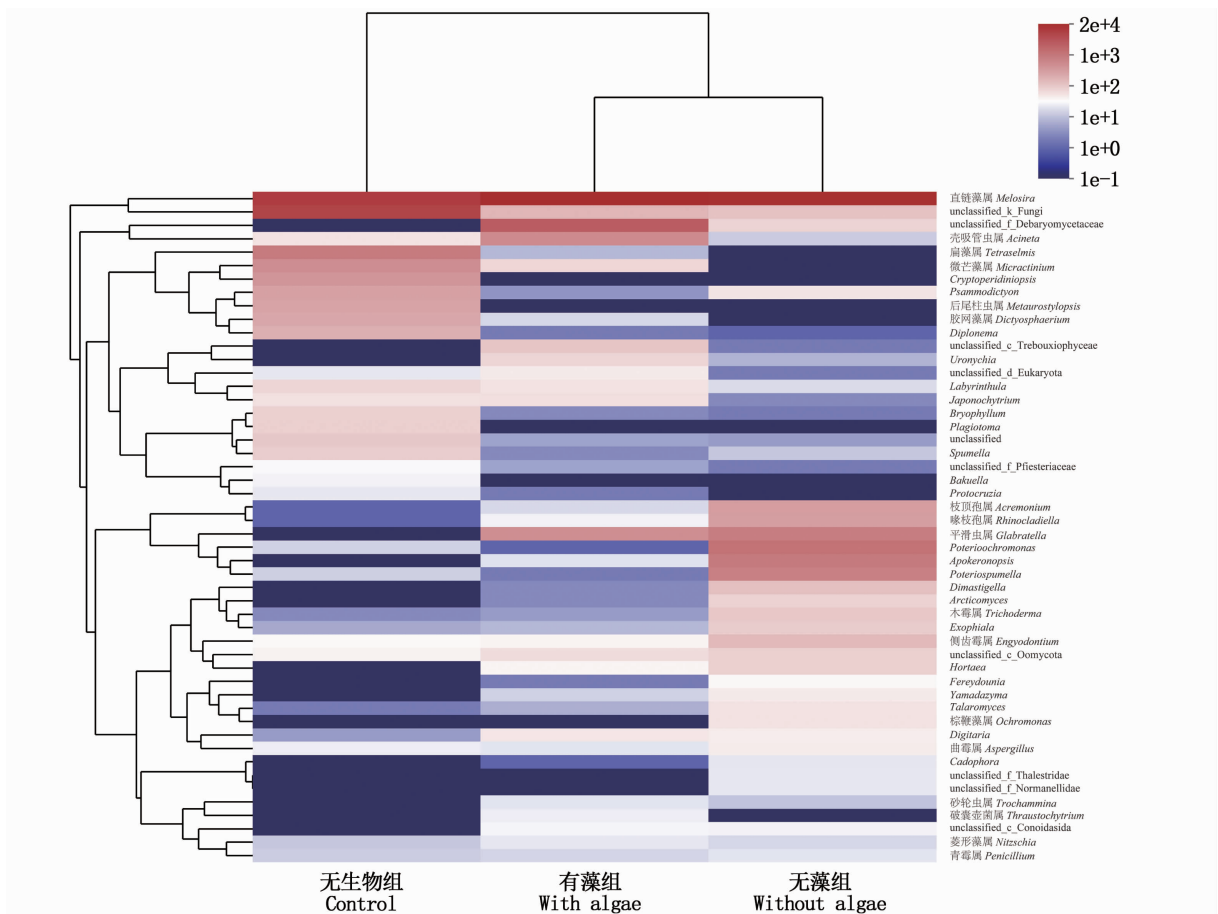 2e+4
1e+3
1e+2
1e+1
1e+0
1e-1
直链藻属 Melosira
unclassified_k_Fungi
unclassified_f_Debaryomycetaceae
壳吸管虫属 Acineta
扁藻属 Tetraselmis
微芒藻属 Micractinium
Cryptoperidiniopsis
Psammodictyon
后尾柱虫属 Metaurostylopsis
胶网藻属 Dictyosphaerium
Diplonema
unclassified_c_Trebouxiophyceae
Uronychia
unclassified_d_Eukaryota
Labyrinthula
Japonochytrium
Bryophyllum
Plagiotoma
unclassified
Spumella
unclassified_f_Pfiesteriaceae
Bakuella
Protocruzia
枝顶孢属 Acremonium
喙枝孢属 Rhinocladiella
平滑虫属 Glabratella
Poterioochromonas
Apokeronopsis
Poteriospumella
Dimastigella
Arcticomyces
木霉属 Trichoderma
Exophiala
侧齿霉属 Engyodontium
unclassified_c_Oomycota
Hortaea
Fereydounia
Yamadazyma
Talaromyces
棕鞭藻属 Ochromonas
Digitaria
曲霉属 Aspergillus
Cadophora
unclassified_f_Thalestridae
unclassified_f_Normanellidae
砂轮虫属 Trochammina
破囊壶菌属 Thraustochytrium
unclassified_c_Conoidasida
菱形藻属 Nitzschia
青霉属 Penicillium
无生物组 有藻组 无藻组
Control With algae Without algae